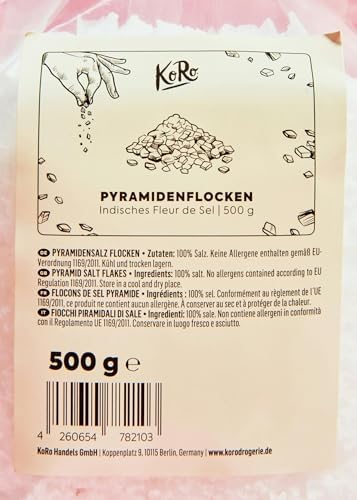 KoRo
PYRAMIDENFLOCKEN
Indisches Fleur de Sel | 500 g
DE PYRAMIDENSALZ FLOCKEN • Zutaten: 100% Salz. Keine Allergene enthalten gemäß EU-
Verordnung 1169/2011. Kühl und trocken lagern.
GB PYRAMID SALT FLAKES • Ingredients: 100% salt. No allergens contained according to EU
Regulation 1169/2011. Store in a cool and dry place.
FR FLOCONS DE SEL PYRAMIDE • Ingrédients : 100% sel. Conformément au règlement de l'UE
1169/2011, ce produit ne contient aucun allergène. À conserver au sec et à protéger de la chaleur.
IT FIOCCHI PIRAMIDALI DI SALE • Ingredienti: 100% sale. Non contiene allergeni in conformità
con il Regolamento UE 1169/2011. Conservare in luogo fresco e asciutto.
500 g ℮
4 260654 782103
KoRo Handels GmbH | Koppenplatz 9, 10115 Berlin, Germany | www.korodrogerie.de